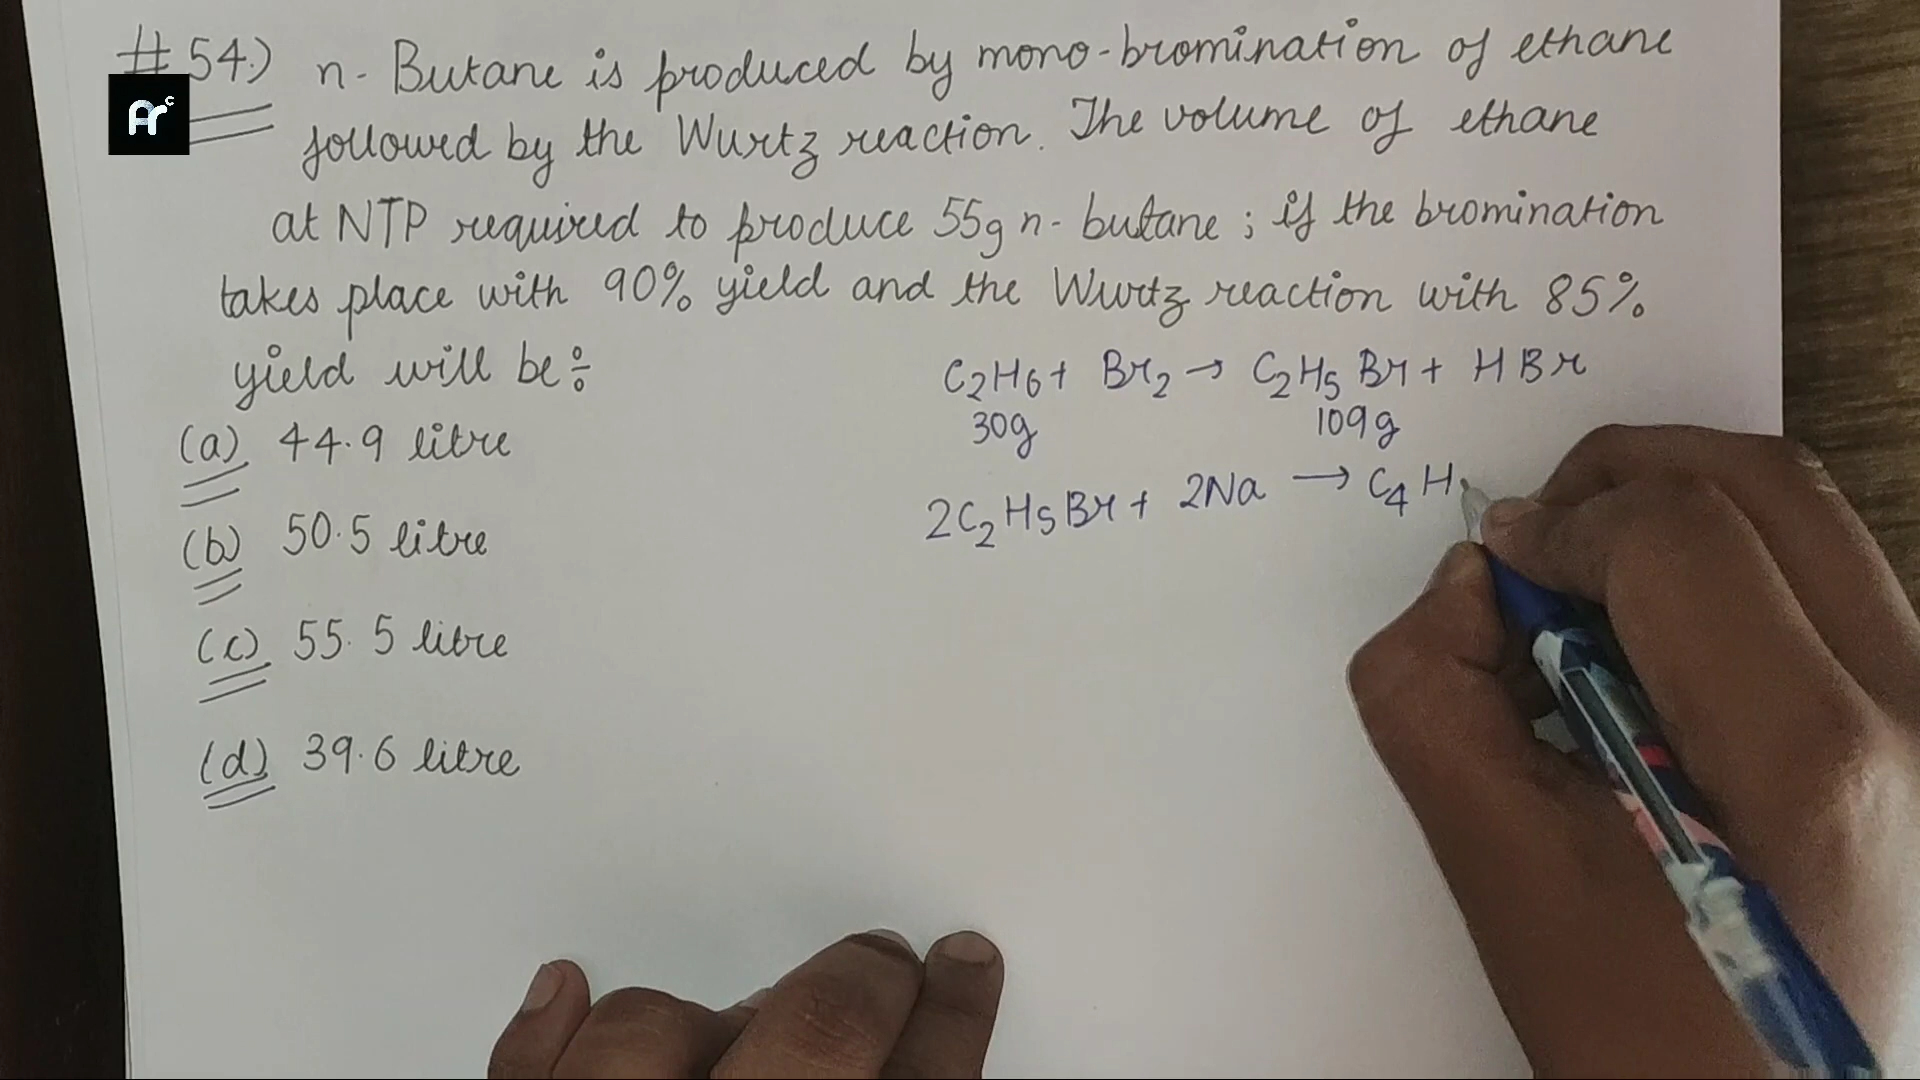 #54.) n-Butane is produced by mono-bromination of ethane
Ar c
followed by the Wurtz reaction. The volume of ethane
at NTP required to produce 55g n-butane; if the bromination
takes place with 90% yield and the Wurtz reaction with 85%
yield will be:
C2H6 + Br2 → C2H5Br + HBr
30g 109g
(a) 44.9 litre
2C2H5Br + 2Na → C4H
(b) 50.5 litre
(c) 55.5 litre
(d) 39.6 litre